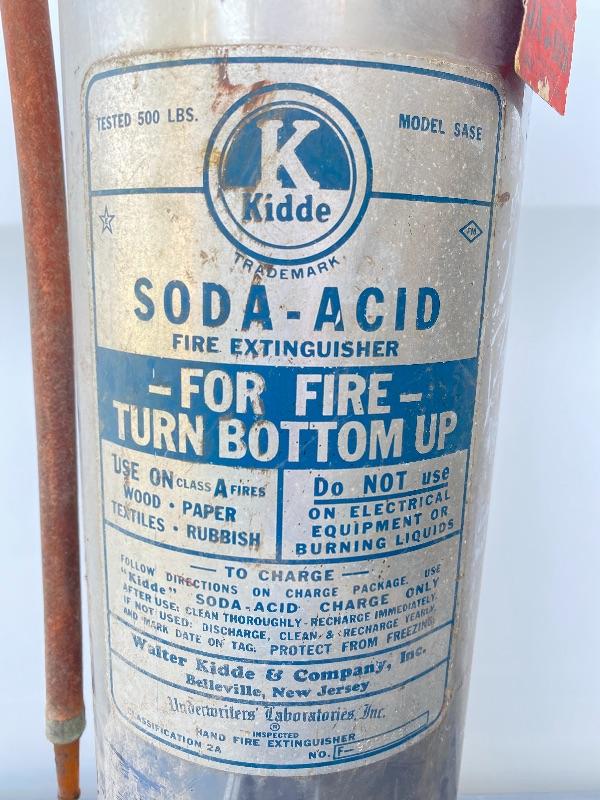 TESTED 500 LBS.
MODEL SASE
K
Kidde
TRADEMARK
FM
SODA-ACID
FIRE EXTINGUISHER
- FOR FIRE -
TURN BOTTOM UP
USE ON CLASS A FIRES
WOOD • PAPER
TEXTILES • RUBBISH
Do NOT use
ON ELECTRICAL
EQUIPMENT OR
BURNING LIQUIDS
— TO CHARGE —
FOLLOW DIRECTIONS ON CHARGE PACKAGE. USE
"Kidde" SODA-ACID CHARGE ONLY
AFTER USE: CLEAN THOROUGHLY-RECHARGE IMMEDIATELY.
IF NOT USED: DISCHARGE, CLEAN- & RECHARGE YEARLY,
AND MARK DATE ON TAG. PROTECT FROM FREEZING
Walter Kidde & Company, Inc.
Belleville, New Jersey
Underwriters' Laboratories, Inc.
®
INSPECTED
HAND FIRE EXTINGUISHER
CLASSIFICATION 2A
NO. F-